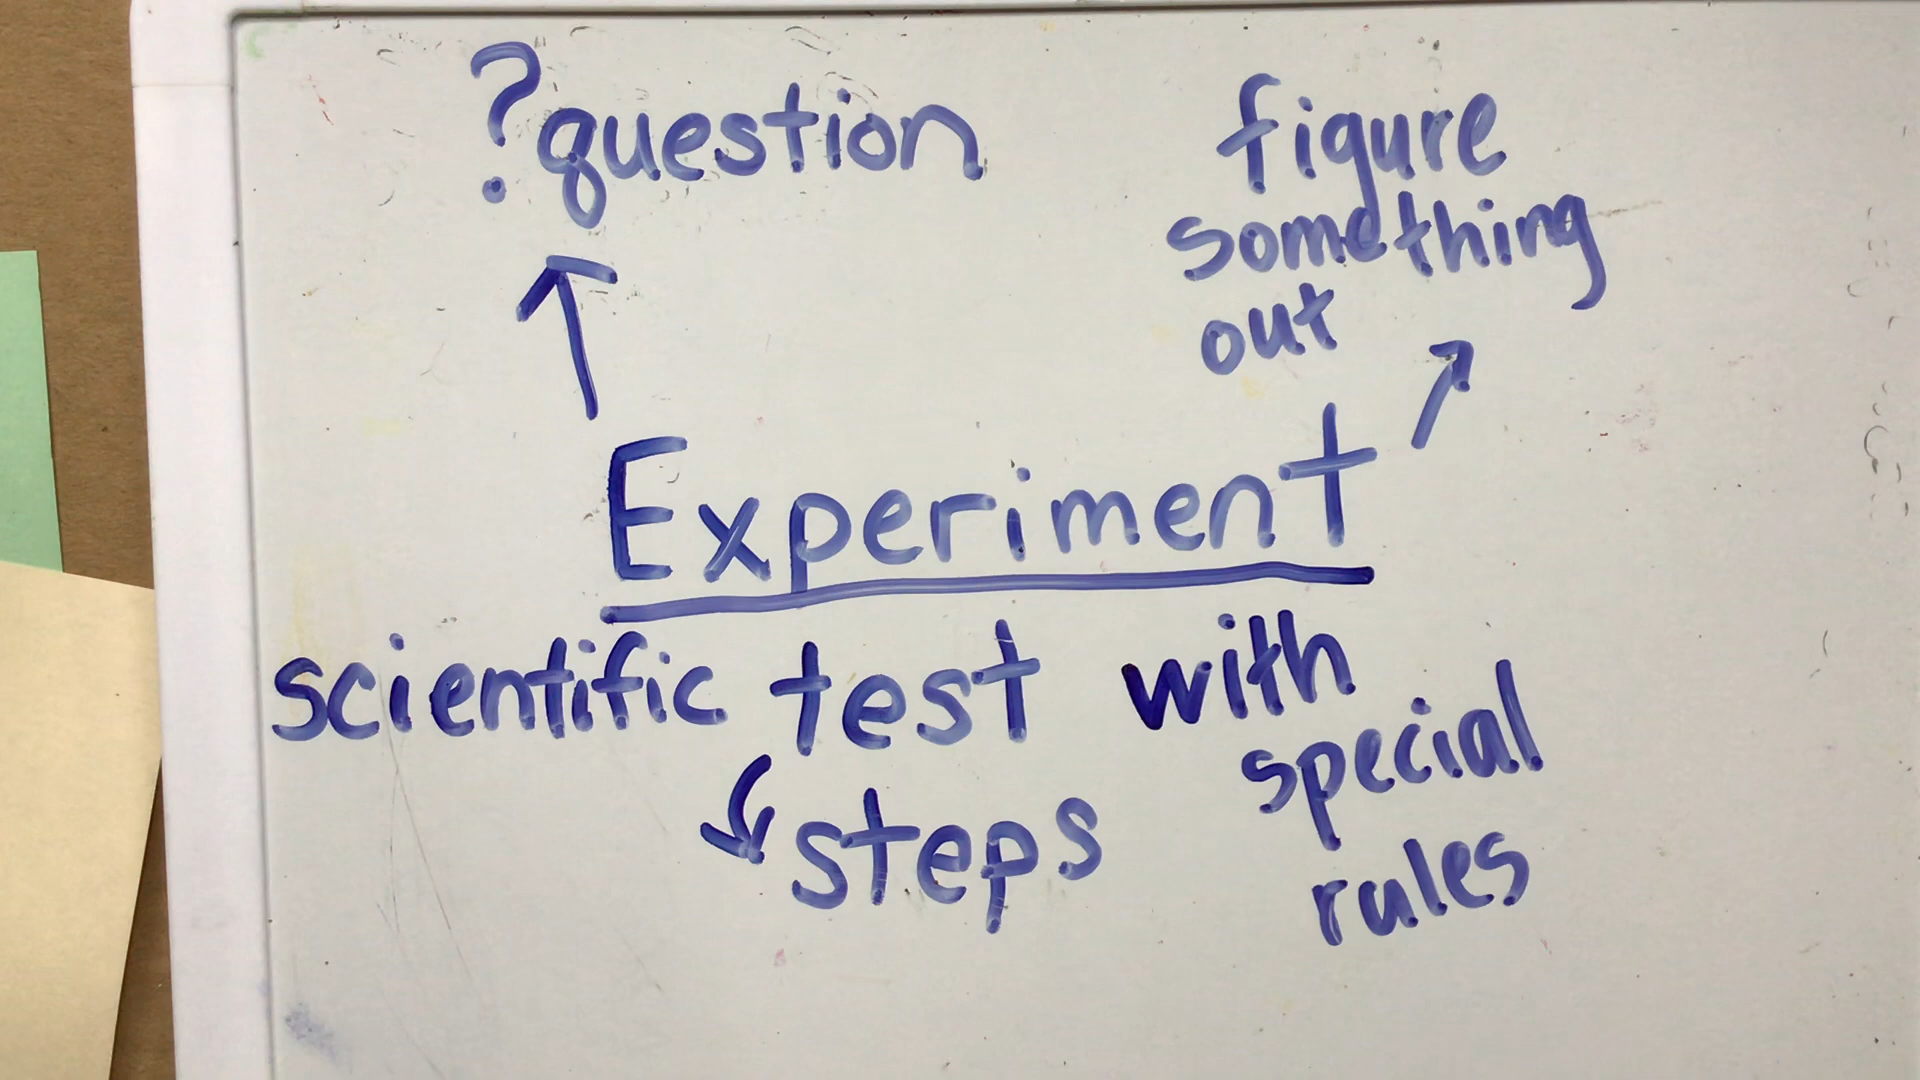 ? question
figure
something
out
Experiment
scientific test with
special
steps
rules